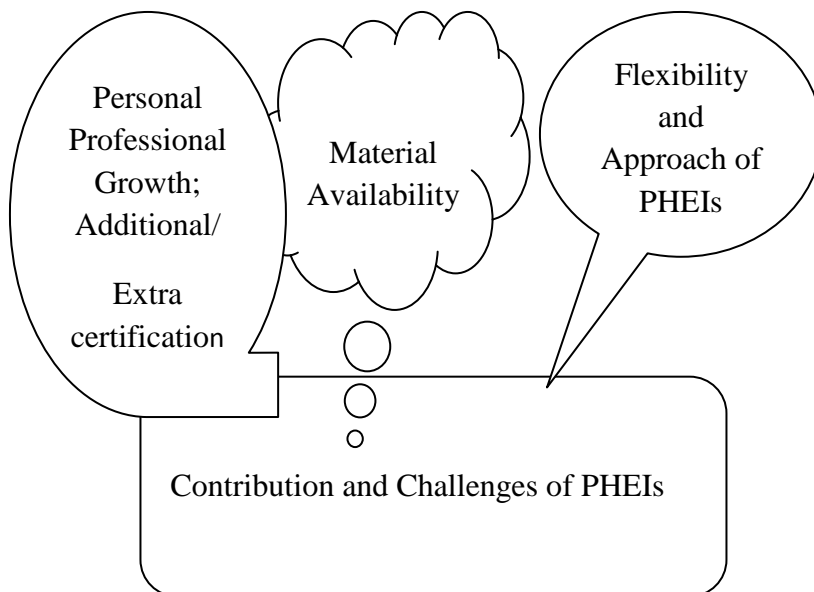 Personal
Professional
Growth;
Additional/
Extra
certification
Material
Availability
Flexibility
and
Approach of
PHEIs
Contribution and Challenges of PHEIs